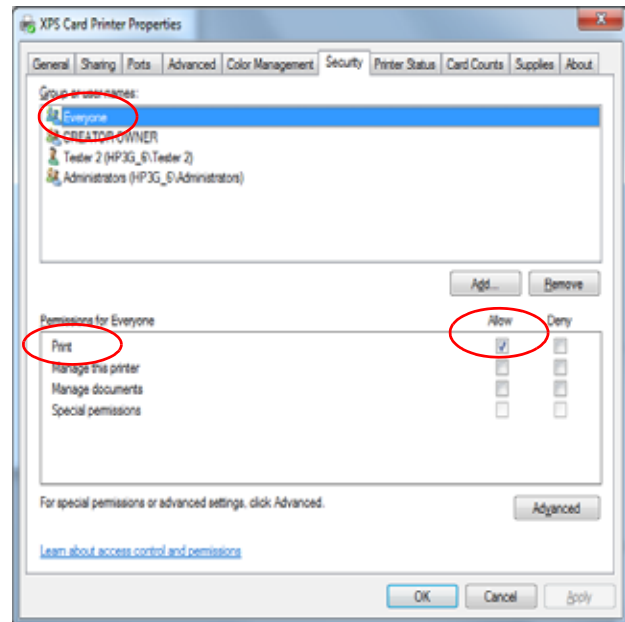 XPS Card Printer Properties
General Sharing Ports Advanced Color Management Security Printer Status Card Counts Supplies About
Group or user names:
Everyone
CREATOR OWNER
Tester 2 (HP3G_6\Tester 2)
Administrators (HP3G_6\Administrators)
Add... Remove
Permissions for Everyone Allow Deny
Print
Manage this printer
Manage documents
Special permissions
For special permissions or advanced settings, click Advanced.
Advanced
Learn about access control and permissions
OK Cancel Apply